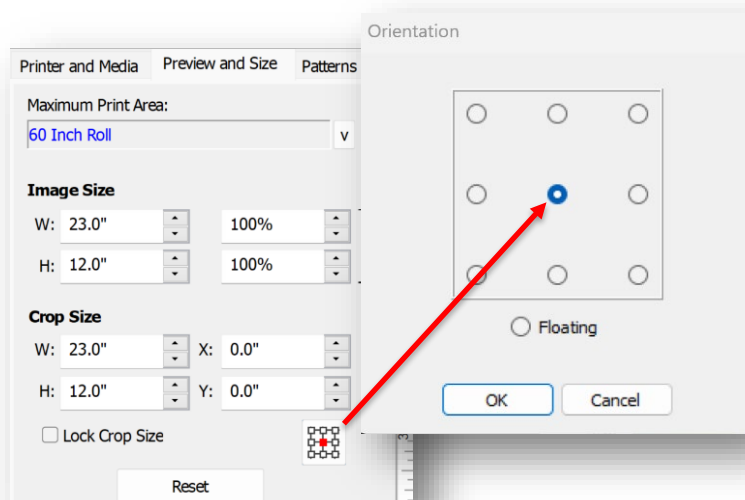 Printer and Media Preview and Size Patterns
Maximum Print Area:
60 Inch Roll v
Image Size
W: 23.0" 100%
H: 12.0" 100%
Crop Size
W: 23.0" X: 0.0"
H: 12.0" Y: 0.0"
Lock Crop Size
Reset
Orientation
Floating
OK Cancel